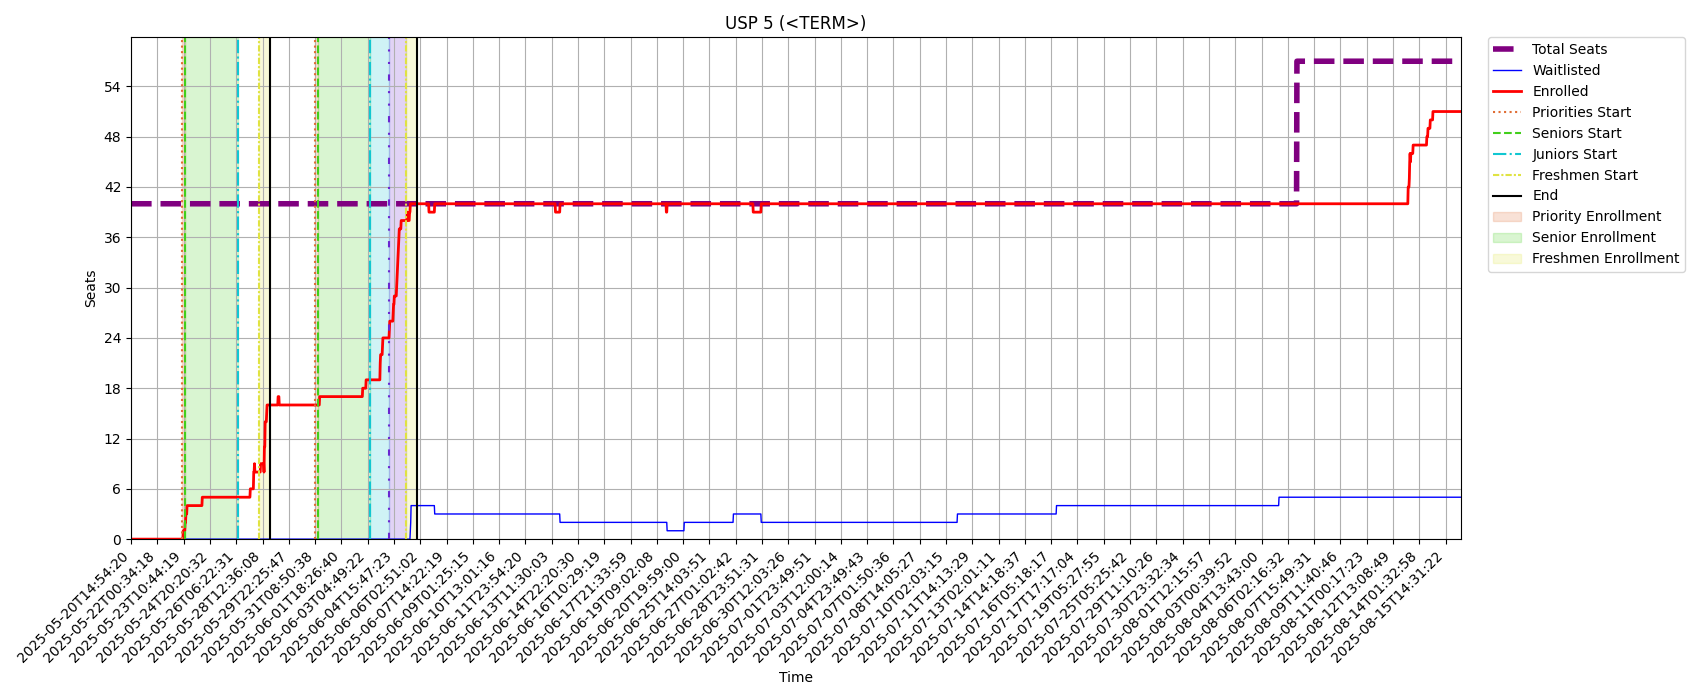 USP 5 (<TERM>)
Total Seats
Waitlisted
Enrolled
Priorities Start
Seniors Start
Juniors Start
Freshmen Start
End
Priority Enrollment
Senior Enrollment
Freshmen Enrollment
Seats
54
48
42
36
30
24
18
12
6
0
2025-05-20T14:54:20
2025-05-22T00:34:18
2025-05-23T10:44:19
2025-05-24T20:20:32
2025-05-26T06:22:31
2025-05-28T12:36:08
2025-05-29T22:25:47
2025-05-31T08:50:38
2025-06-01T18:26:40
2025-06-03T04:49:22
2025-06-04T15:47:23
2025-06-06T02:51:02
2025-06-07T14:22:19
2025-06-09T01:25:15
2025-06-10T13:01:16
2025-06-11T23:54:20
2025-06-13T11:30:03
2025-06-14T22:20:30
2025-06-16T10:29:19
2025-06-17T21:33:59
2025-06-19T09:02:08
2025-06-20T19:59:00
2025-06-25T14:03:51
2025-06-27T01:02:42
2025-06-28T23:51:31
2025-06-30T12:03:26
2025-07-01T23:49:51
2025-07-03T12:00:14
2025-07-04T23:49:43
2025-07-07T01:50:36
2025-07-08T14:05:27
2025-07-10T02:03:15
2025-07-11T14:13:29
2025-07-13T02:01:11
2025-07-14T14:18:37
2025-07-16T05:18:17
2025-07-17T17:17:04
2025-07-19T05:27:55
2025-07-25T05:25:42
2025-07-29T11:10:26
2025-07-30T23:32:34
2025-08-01T12:15:57
2025-08-03T00:39:52
2025-08-04T13:43:00
2025-08-06T02:16:32
2025-08-07T15:49:31
2025-08-09T11:40:46
2025-08-11T00:17:23
2025-08-12T13:08:49
2025-08-14T01:32:58
2025-08-15T14:31:22
Time